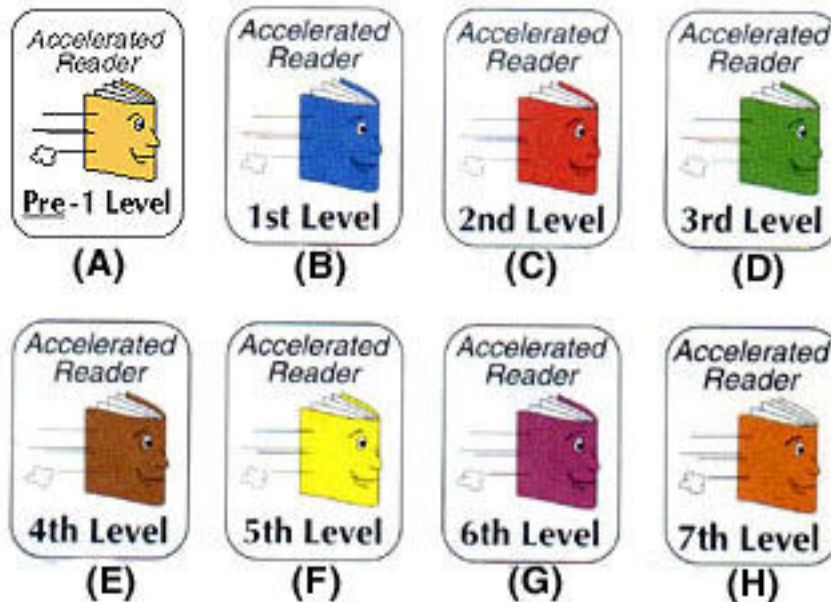 Accelerated
Reader
Pre-1 Level
(A)
Accelerated
Reader
1st Level
(B)
Accelerated
Reader
2nd Level
(C)
Accelerated
Reader
3rd Level
(D)
Accelerated
Reader
4th Level
(E)
Accelerated
Reader
5th Level
(F)
Accelerated
Reader
6th Level
(G)
Accelerated
Reader
7th Level
(H)